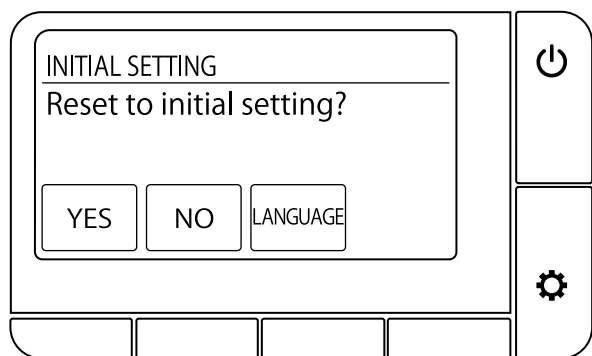 INITIAL SETTING
Reset to initial setting?
YES NO LANGUAGE